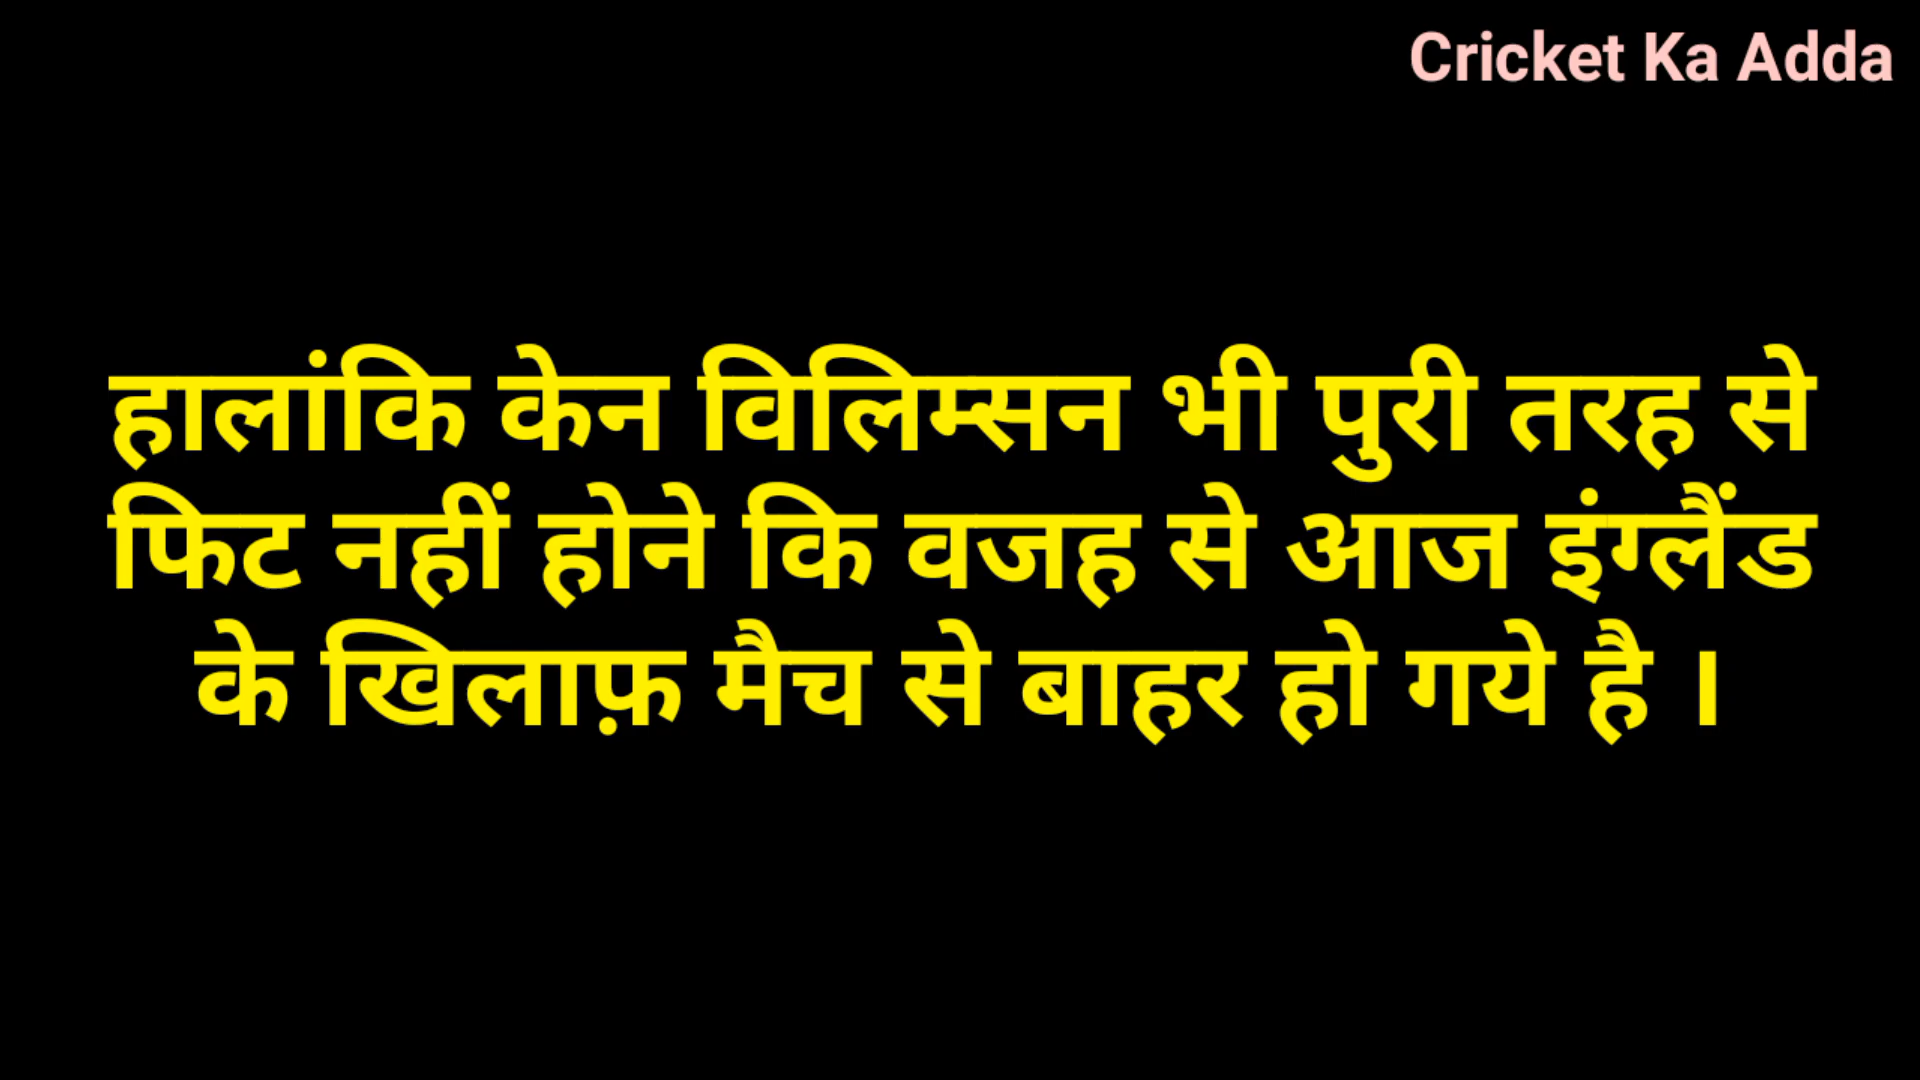 Cricket Ka Adda
हालांकि केन विलिम्सन भी पुरी तरह से
फिट नहीं होने कि वजह से आज इंग्लैंड
के खिलाफ़ मैच से बाहर हो गये है ।